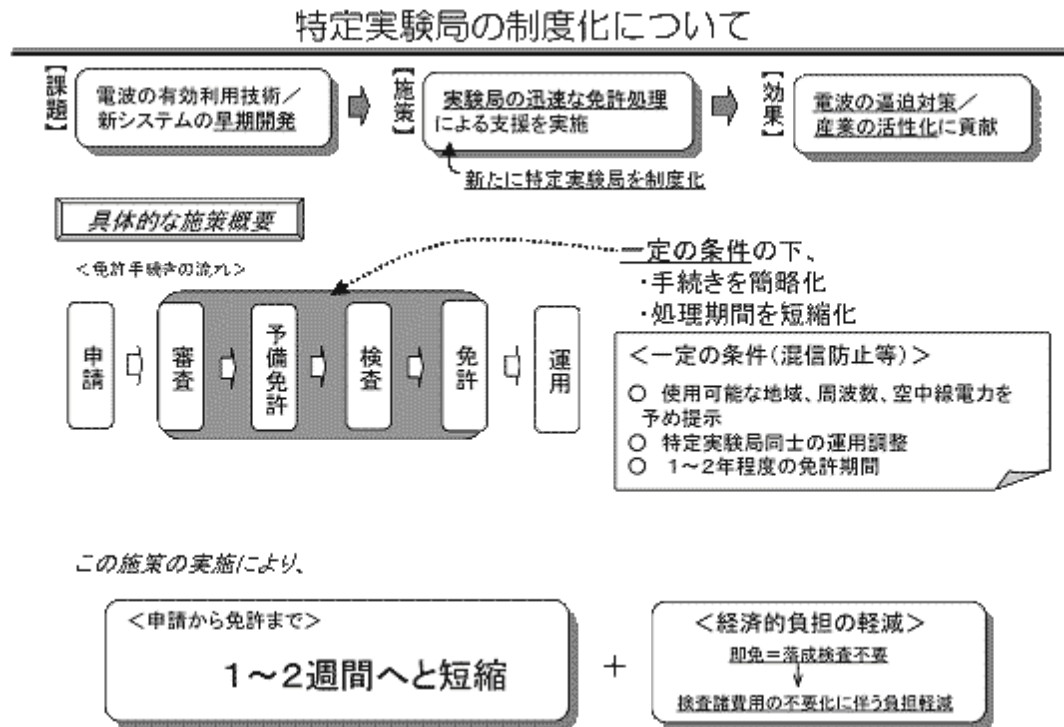 特定実験局の制度化について
【課題】
電波の有効利用技術／
新システムの早期開発
【施策】
実験局の迅速な免許処理
による支援を実施
新たに特定実験局を制度化
【効果】
電波の逼迫対策／
産業の活性化に貢献
具体的な施策概要
＜免許手続きの流れ＞
申請
審査
予備免許
検査
免許
運用
一定の条件の下、
・手続きを簡略化
・処理期間を短縮化
＜一定の条件（混信防止等）＞
○ 使用可能な地域、周波数、空中線電力を
予め提示
○ 特定実験局同士の運用調整
○ １～２年程度の免許期間
この施策の実施により、
＜申請から免許まで＞
１～２週間へと短縮
＋
＜経済的負担の軽減＞
即免＝落成検査不要
検査諸費用の不要化に伴う負担軽減